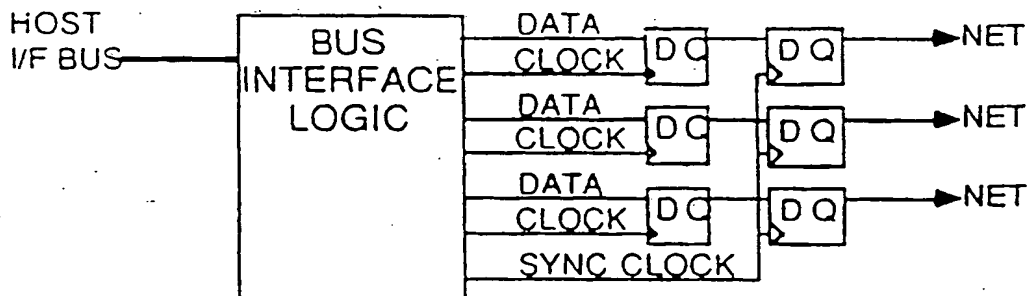 HOST
I/F BUS
BUS
INTERFACE
LOGIC
DATA
CLOCK
D Q
D Q
NET
DATA
CLOCK
D Q
D Q
NET
DATA
CLOCK
D Q
D Q
NET
SYNC CLOCK